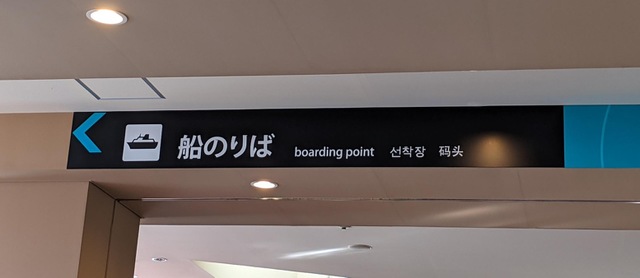 船のりば boarding point 선착장 码头